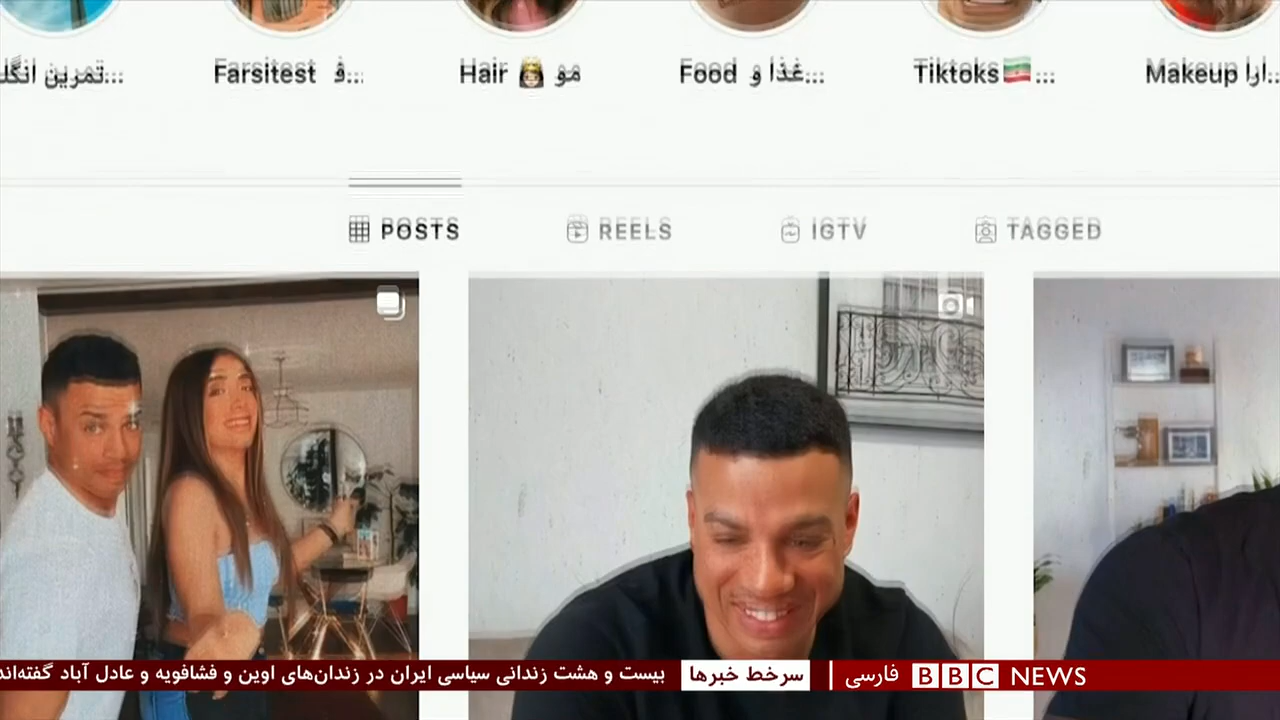 تمرین انگل...
Farsitest ف...
Hair 👸🏻 مو
Food غذا و...
Tiktoks🇮🇷...
Makeup ارا...
POSTS
REELS
IGTV
TAGGED
بیست و هشت زندانی سیاسی ایران در زندان‌های اوین و فشافویه و عادل آباد گفته‌اند
سرخط خبرها
فارسی
BBC NEWS